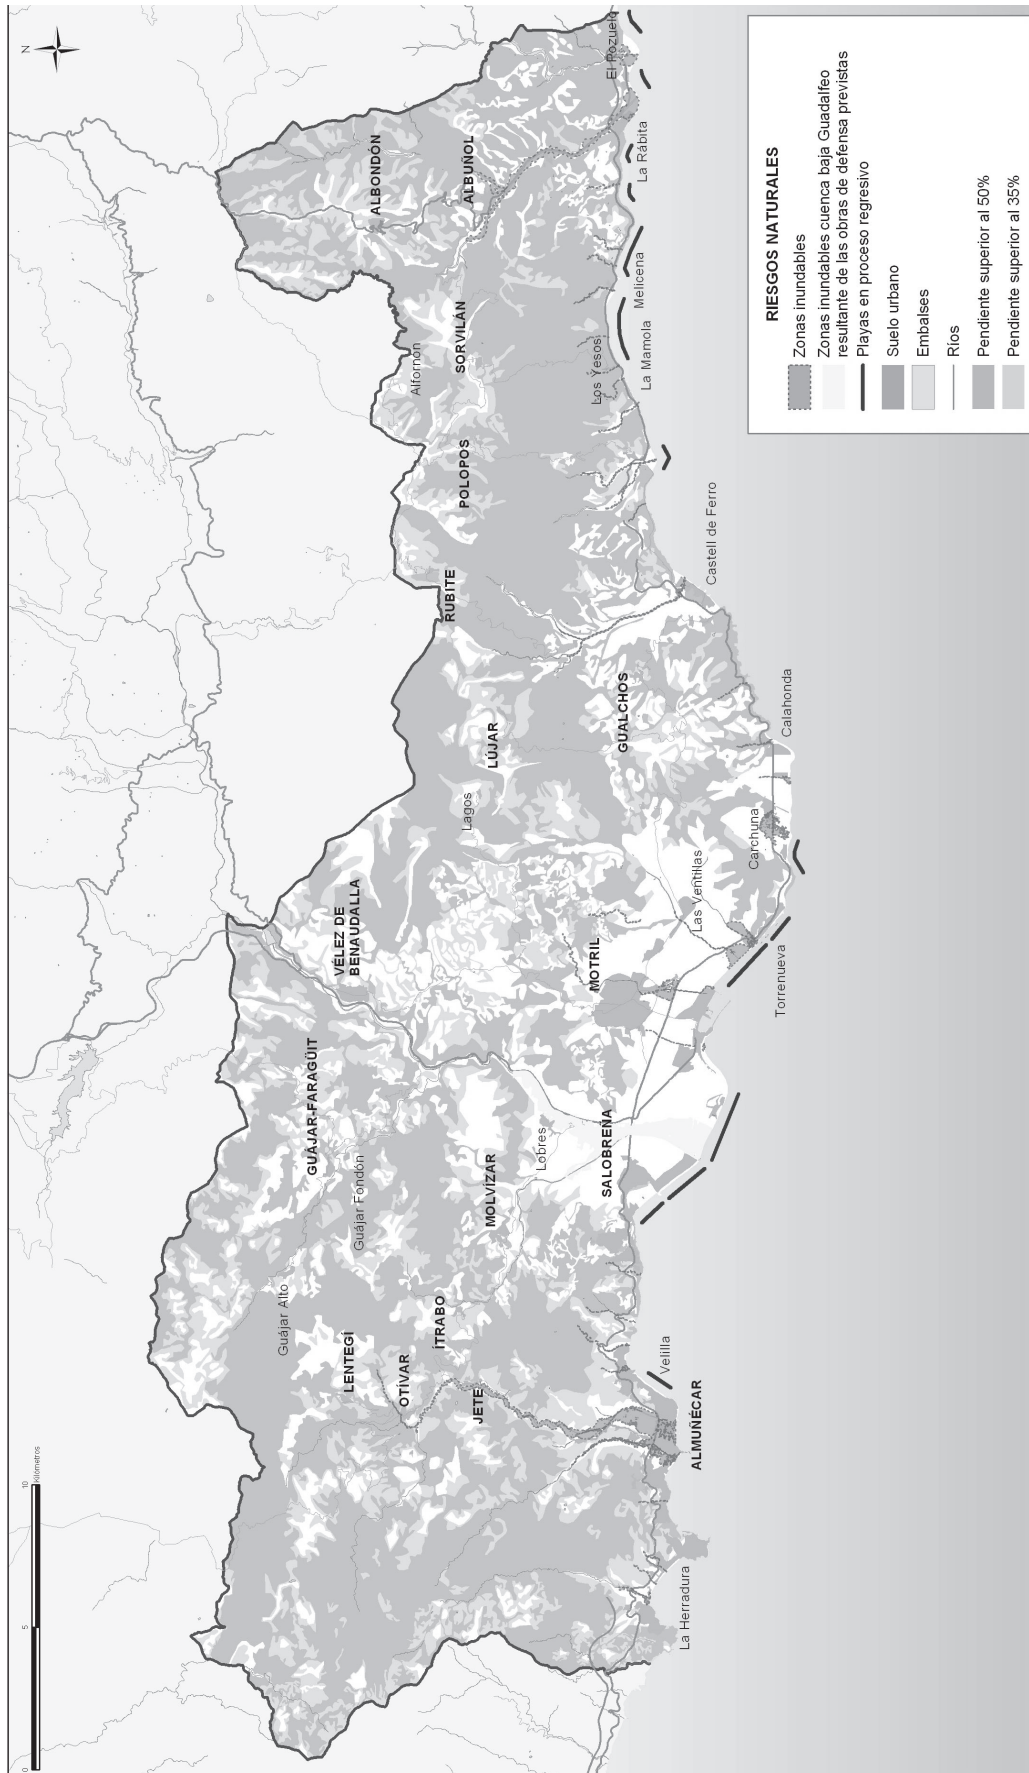 N
0
5
10
Kilómetros
ALBONDÓN
ALBUÑOL
El Pozuelo
La Rábita
Melicena
SORVILÁN
Alfornón
Los Yesos
La Mamola
POLOPOS
RUBITE
Castell de Ferro
GUALCHOS
LÚJAR
Lagos
Calahonda
Carchuna
Las Ventillas
VÉLEZ DE
BENAUDALLA
MOTRIL
Torrenueva
GUÁJAR-FARAGÜIT
Guájar Fondón
Guájar Alto
MOLVÍZAR
Lobres
SALOBREÑA
LENTEGÍ
OTÍVAR
ÍTRABO
JETE
Velilla
ALMUÑÉCAR
La Herradura
RIESGOS NATURALES
Zonas inundables
Zonas inundables cuenca baja Guadalfeo
resultante de las obras de defensa previstas
Playas en proceso regresivo
Suelo urbano
Embalses
Ríos
Pendiente superior al 50%
Pendiente superior al 35%